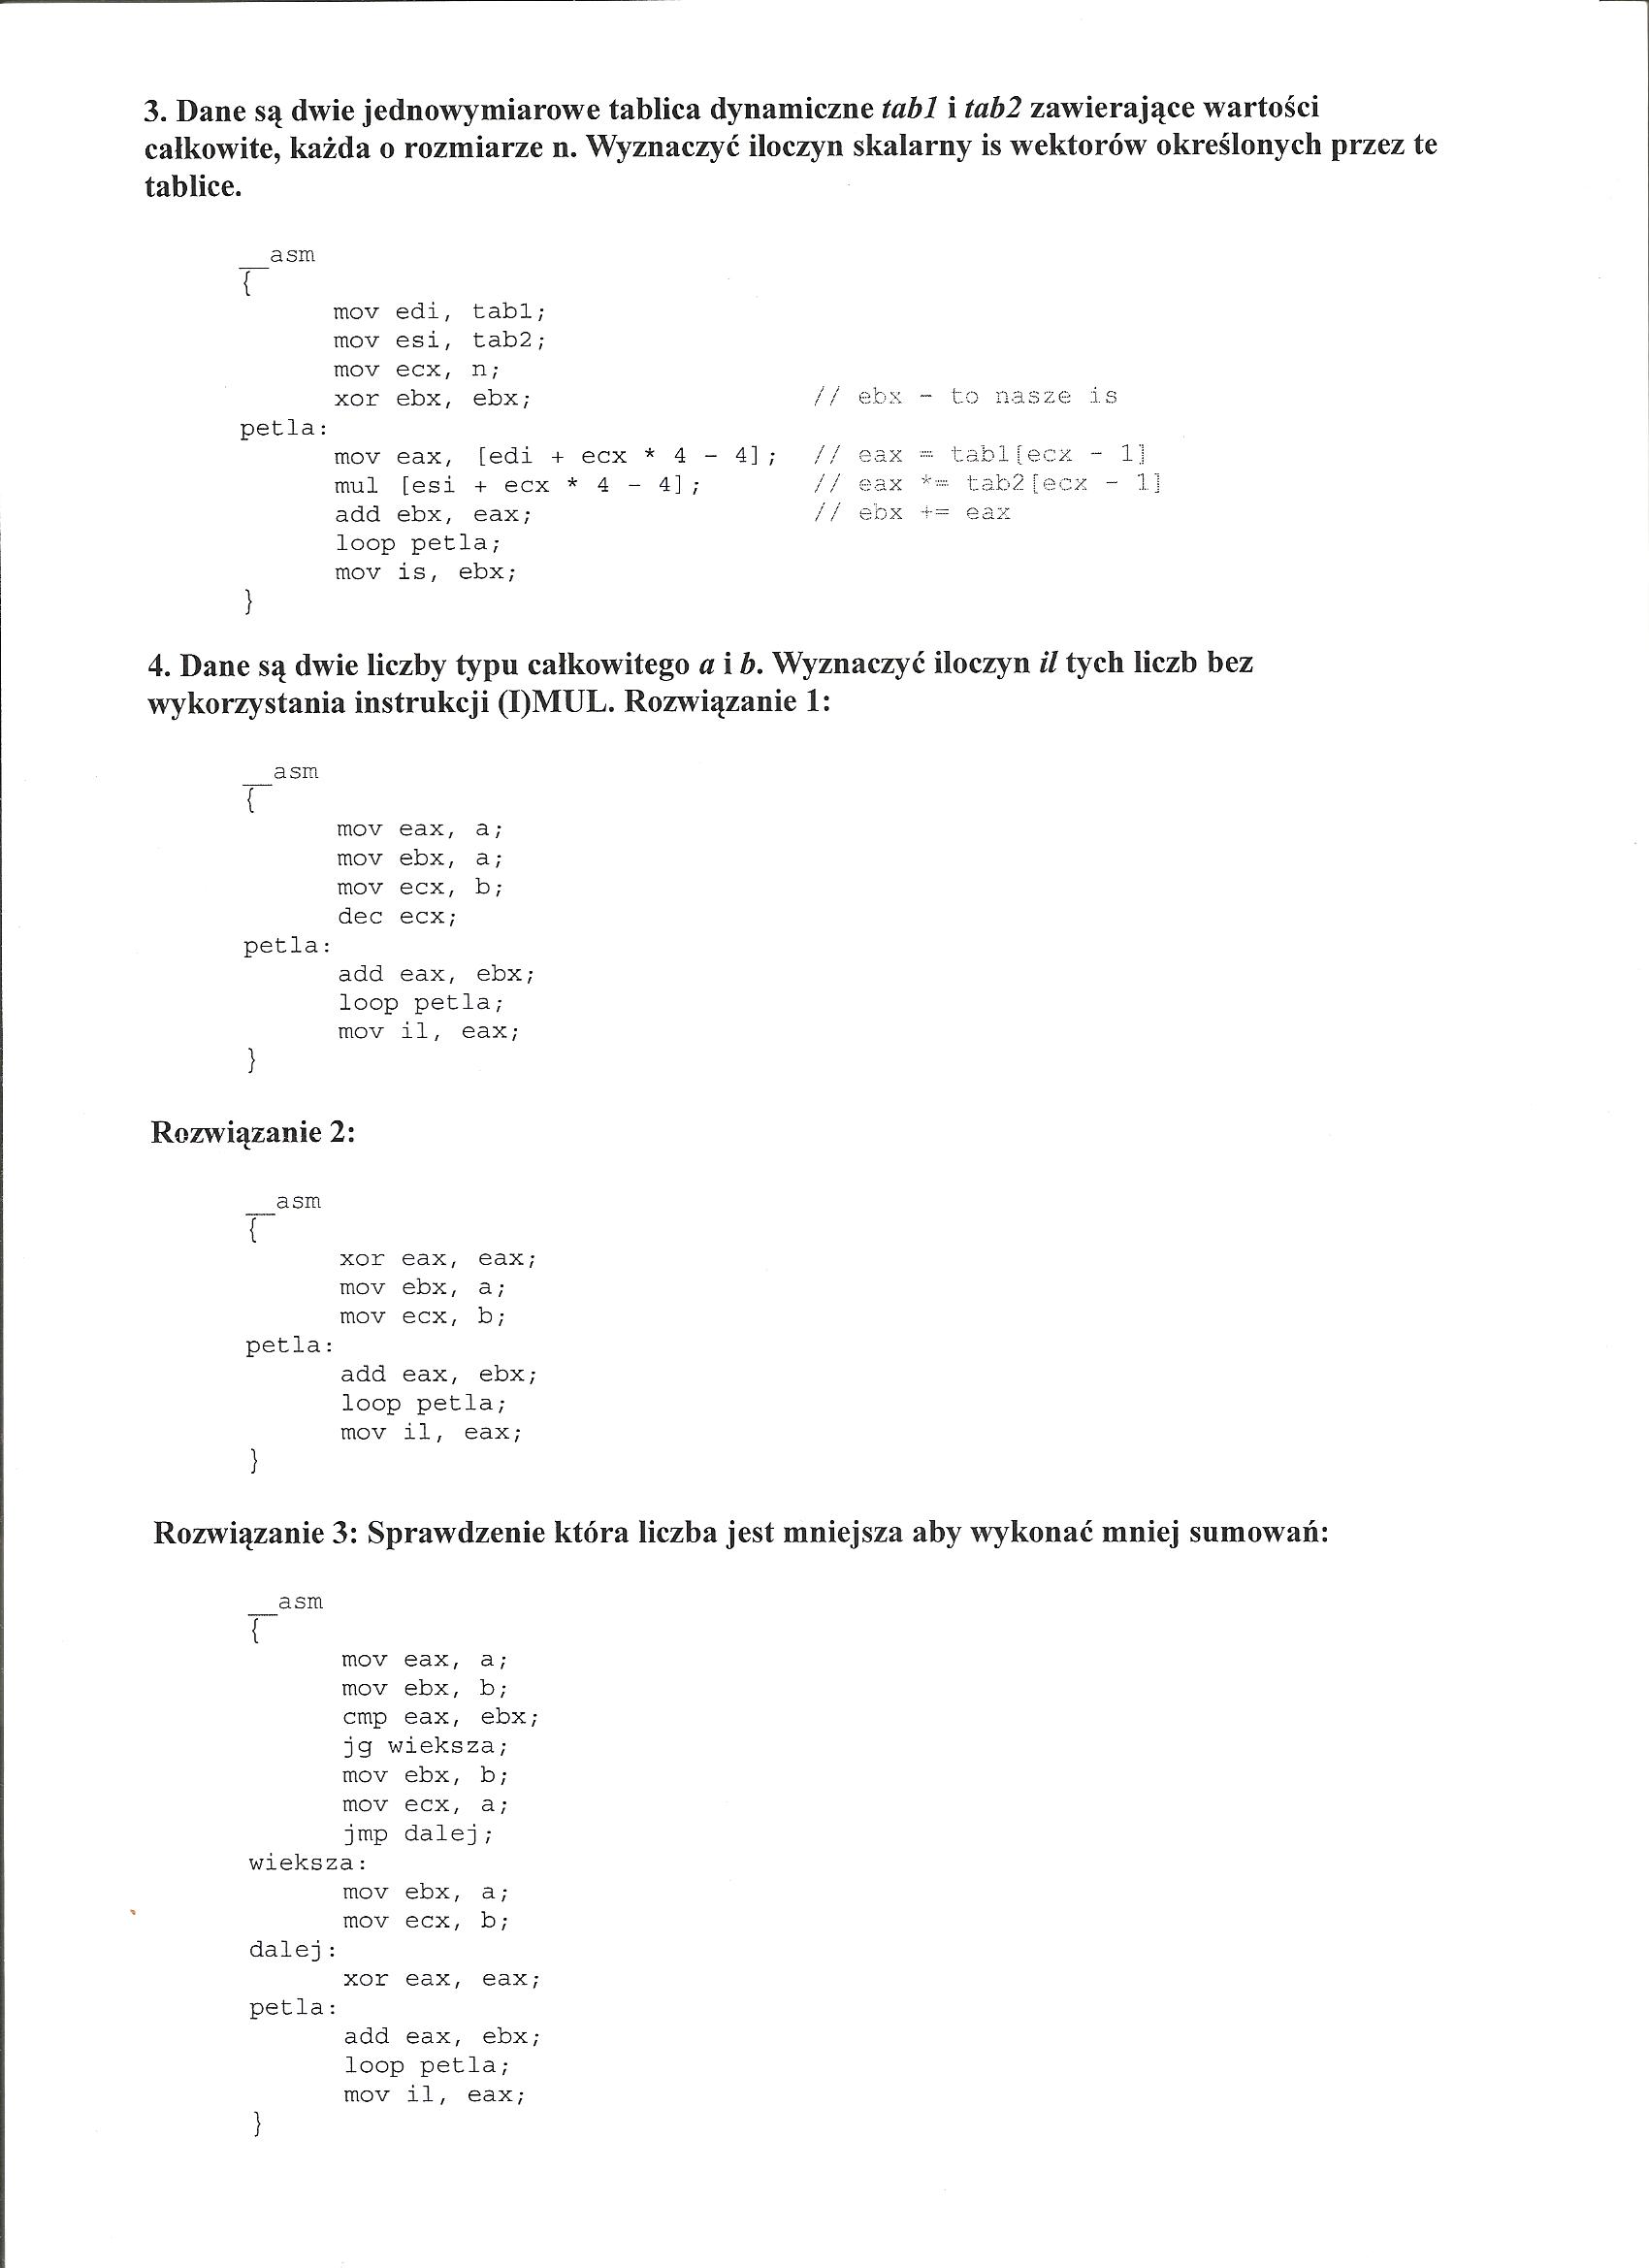 3. Dane są dwie jednowymiarowe tablica dynamiczne tab1 i tab2 zawierające wartości
całkowite, każda o rozmiarze n. Wyznaczyć iloczyn skalarny is wektorów określonych przez te
tablice.
__asm
{
mov edi, tab1;
mov esi, tab2;
mov ecx, n;
xor ebx, ebx; // ebx - to nasze is
petla:
mov eax, [edi + ecx * 4 - 4]; // eax = tab1[ecx - 1]
mul [esi + ecx * 4 - 4]; // eax *= tab2[ecx - 1]
add ebx, eax; // ebx += eax
loop petla;
mov is, ebx;
}
4. Dane są dwie liczby typu całkowitego a i b. Wyznaczyć iloczyn il tych liczb bez
wykorzystania instrukcji (I)MUL. Rozwiązanie 1:
__asm
{
mov eax, a;
mov ebx, a;
mov ecx, b;
dec ecx;
petla:
add eax, ebx;
loop petla;
mov il, eax;
}
Rozwiązanie 2:
__asm
{
xor eax, eax;
mov ebx, a;
mov ecx, b;
petla:
add eax, ebx;
loop petla;
mov il, eax;
}
Rozwiązanie 3: Sprawdzenie która liczba jest mniejsza aby wykonać mniej sumowań:
__asm
{
mov eax, a;
mov ebx, b;
cmp eax, ebx;
jg wieksza;
mov ebx, b;
mov ecx, a;
jmp dalej;
wieksza:
mov ebx, a;
mov ecx, b;
dalej:
xor eax, eax;
petla:
add eax, ebx;
loop petla;
mov il, eax;
}